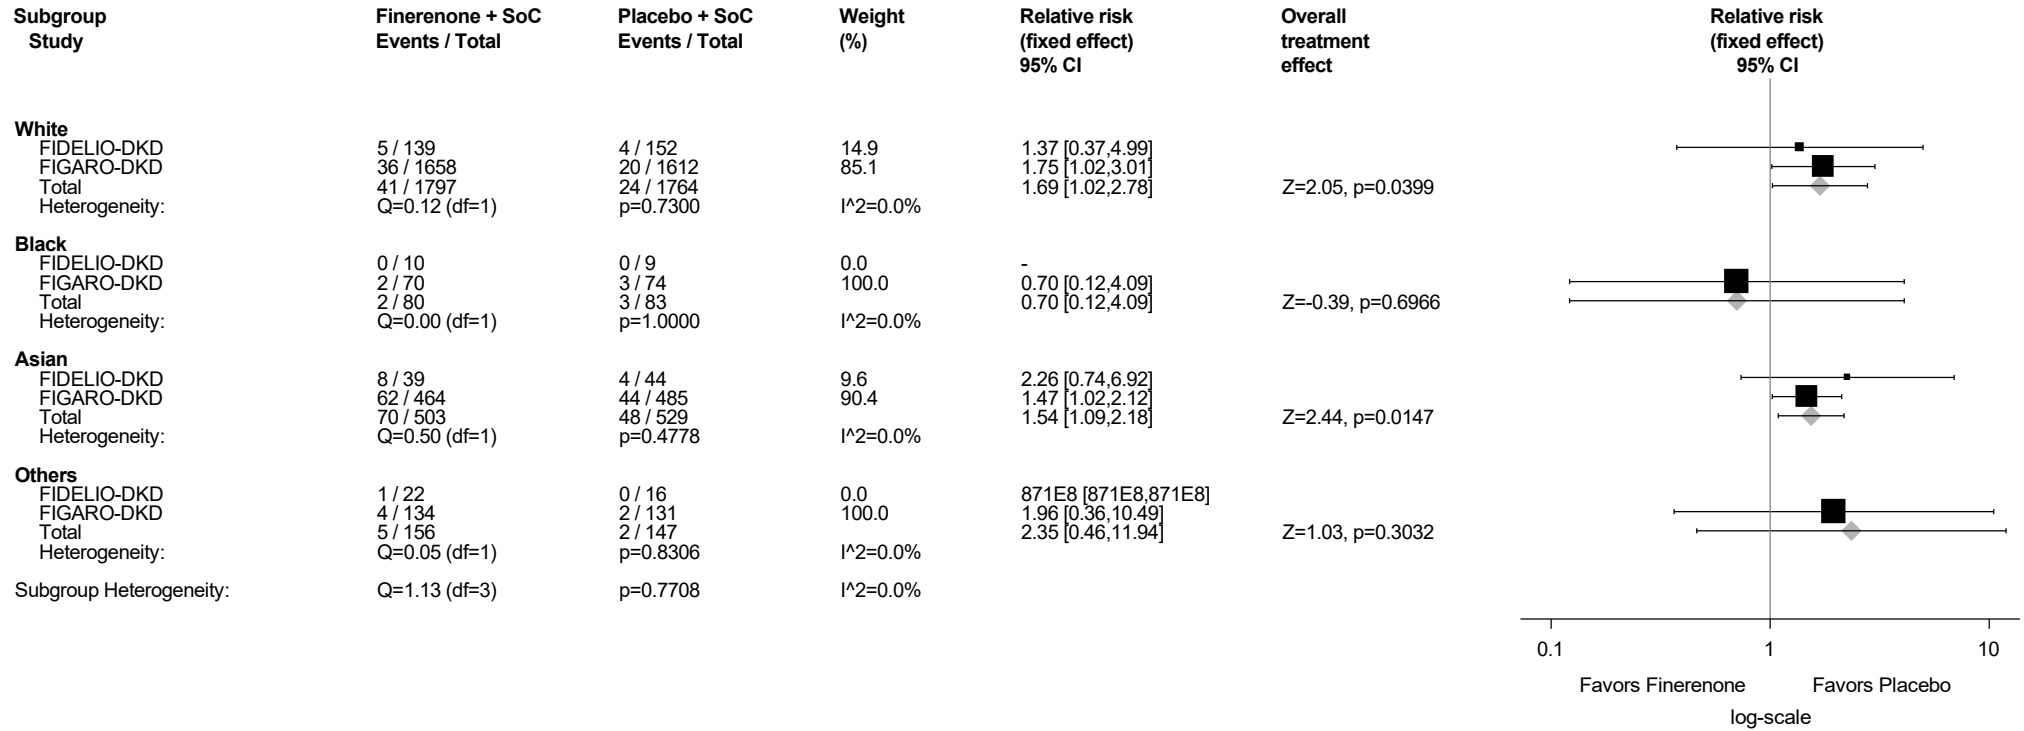 Subgroup Finerenone + SoC Placebo + SoC Weight Relative risk Overall Relative risk
Study Events / Total Events / Total (%) (fixed effect) treatment (fixed effect)
95% CI effect 95% CI
White
FIDELIO-DKD 5 / 139 4 / 152 14.9 1.37 [0.37,4.99]
FIGARO-DKD 36 / 1658 20 / 1612 85.1 1.75 [1.02,3.01]
Total 41 / 1797 24 / 1764 1.69 [1.02,2.78] Z=2.05, p=0.0399
Heterogeneity: Q=0.12 (df=1) p=0.7300 I^2=0.0%
Black
FIDELIO-DKD 0 / 10 0 / 9 0.0 -
FIGARO-DKD 2 / 70 3 / 74 100.0 0.70 [0.12,4.09]
Total 2 / 80 3 / 83 0.70 [0.12,4.09] Z=-0.39, p=0.6966
Heterogeneity: Q=0.00 (df=1) p=1.0000 I^2=0.0%
Asian
FIDELIO-DKD 8 / 39 4 / 44 9.6 2.26 [0.74,6.92]
FIGARO-DKD 62 / 464 44 / 485 90.4 1.47 [1.02,2.12]
Total 70 / 503 48 / 529 1.54 [1.09,2.18] Z=2.44, p=0.0147
Heterogeneity: Q=0.50 (df=1) p=0.4778 I^2=0.0%
Others
FIDELIO-DKD 1 / 22 0 / 16 0.0 871E8 [871E8,871E8]
FIGARO-DKD 4 / 134 2 / 131 100.0 1.96 [0.36,10.49]
Total 5 / 156 2 / 147 2.35 [0.46,11.94] Z=1.03, p=0.3032
Heterogeneity: Q=0.05 (df=1) p=0.8306 I^2=0.0%
Subgroup Heterogeneity: Q=1.13 (df=3) p=0.7708 I^2=0.0%
0.1 1 10
Favors Finerenone Favors Placebo
log-scale